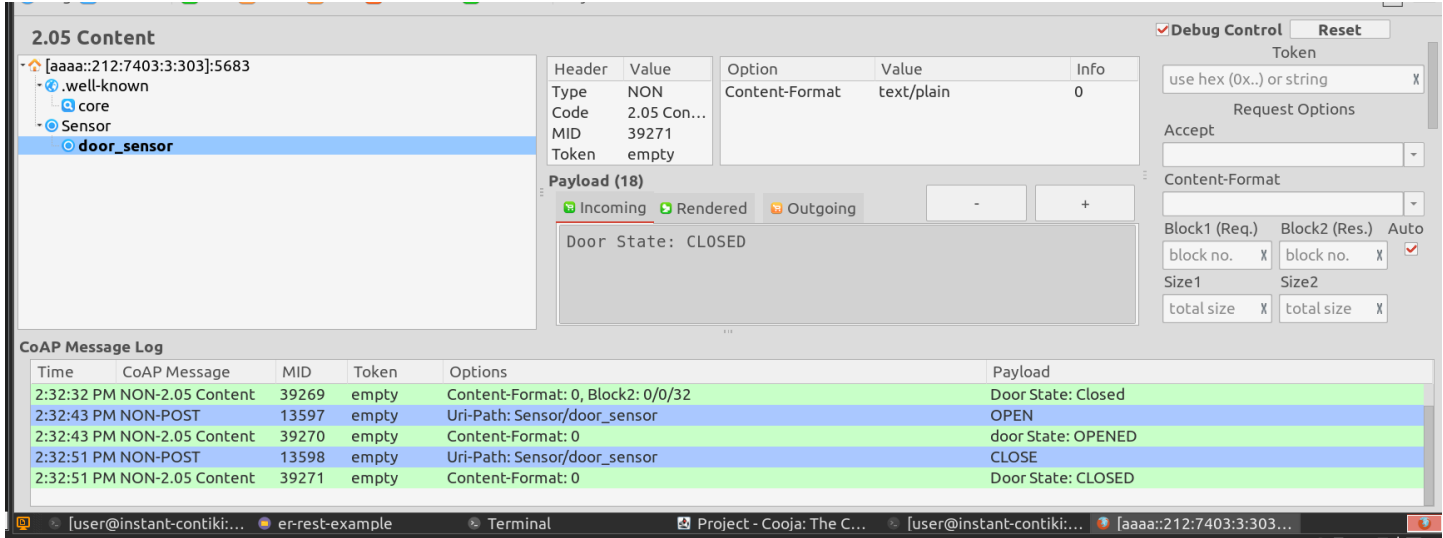 2.05 Content
Debug Control Reset
[aaaa::212:7403:3:303]:5683
.well-known
core
Sensor
door_sensor
Header Value
Type NON
Code 2.05 Con...
MID 39271
Token empty
Option Value Info
Content-Format text/plain 0
Payload (18)
Incoming Rendered Outgoing - +
Door State: CLOSED
Token
use hex (0x..) or string X
Request Options
Accept
Content-Format
Block1 (Req.) Block2 (Res.) Auto
block no. X block no. X
Size1 Size2
total size X total size X
CoAP Message Log
Time CoAP Message MID Token Options Payload
2:32:32 PM NON-2.05 Content 39269 empty Content-Format: 0, Block2: 0/0/32 Door State: Closed
2:32:43 PM NON-POST 13597 empty Uri-Path: Sensor/door_sensor OPEN
2:32:43 PM NON-2.05 Content 39270 empty Content-Format: 0 door State: OPENED
2:32:51 PM NON-POST 13598 empty Uri-Path: Sensor/door_sensor CLOSE
2:32:51 PM NON-2.05 Content 39271 empty Content-Format: 0 Door State: CLOSED
[user@instant-contiki:... er-rest-example Terminal Project - Cooja: The C... [user@instant-contiki:... [aaaa::212:7403:3:303...